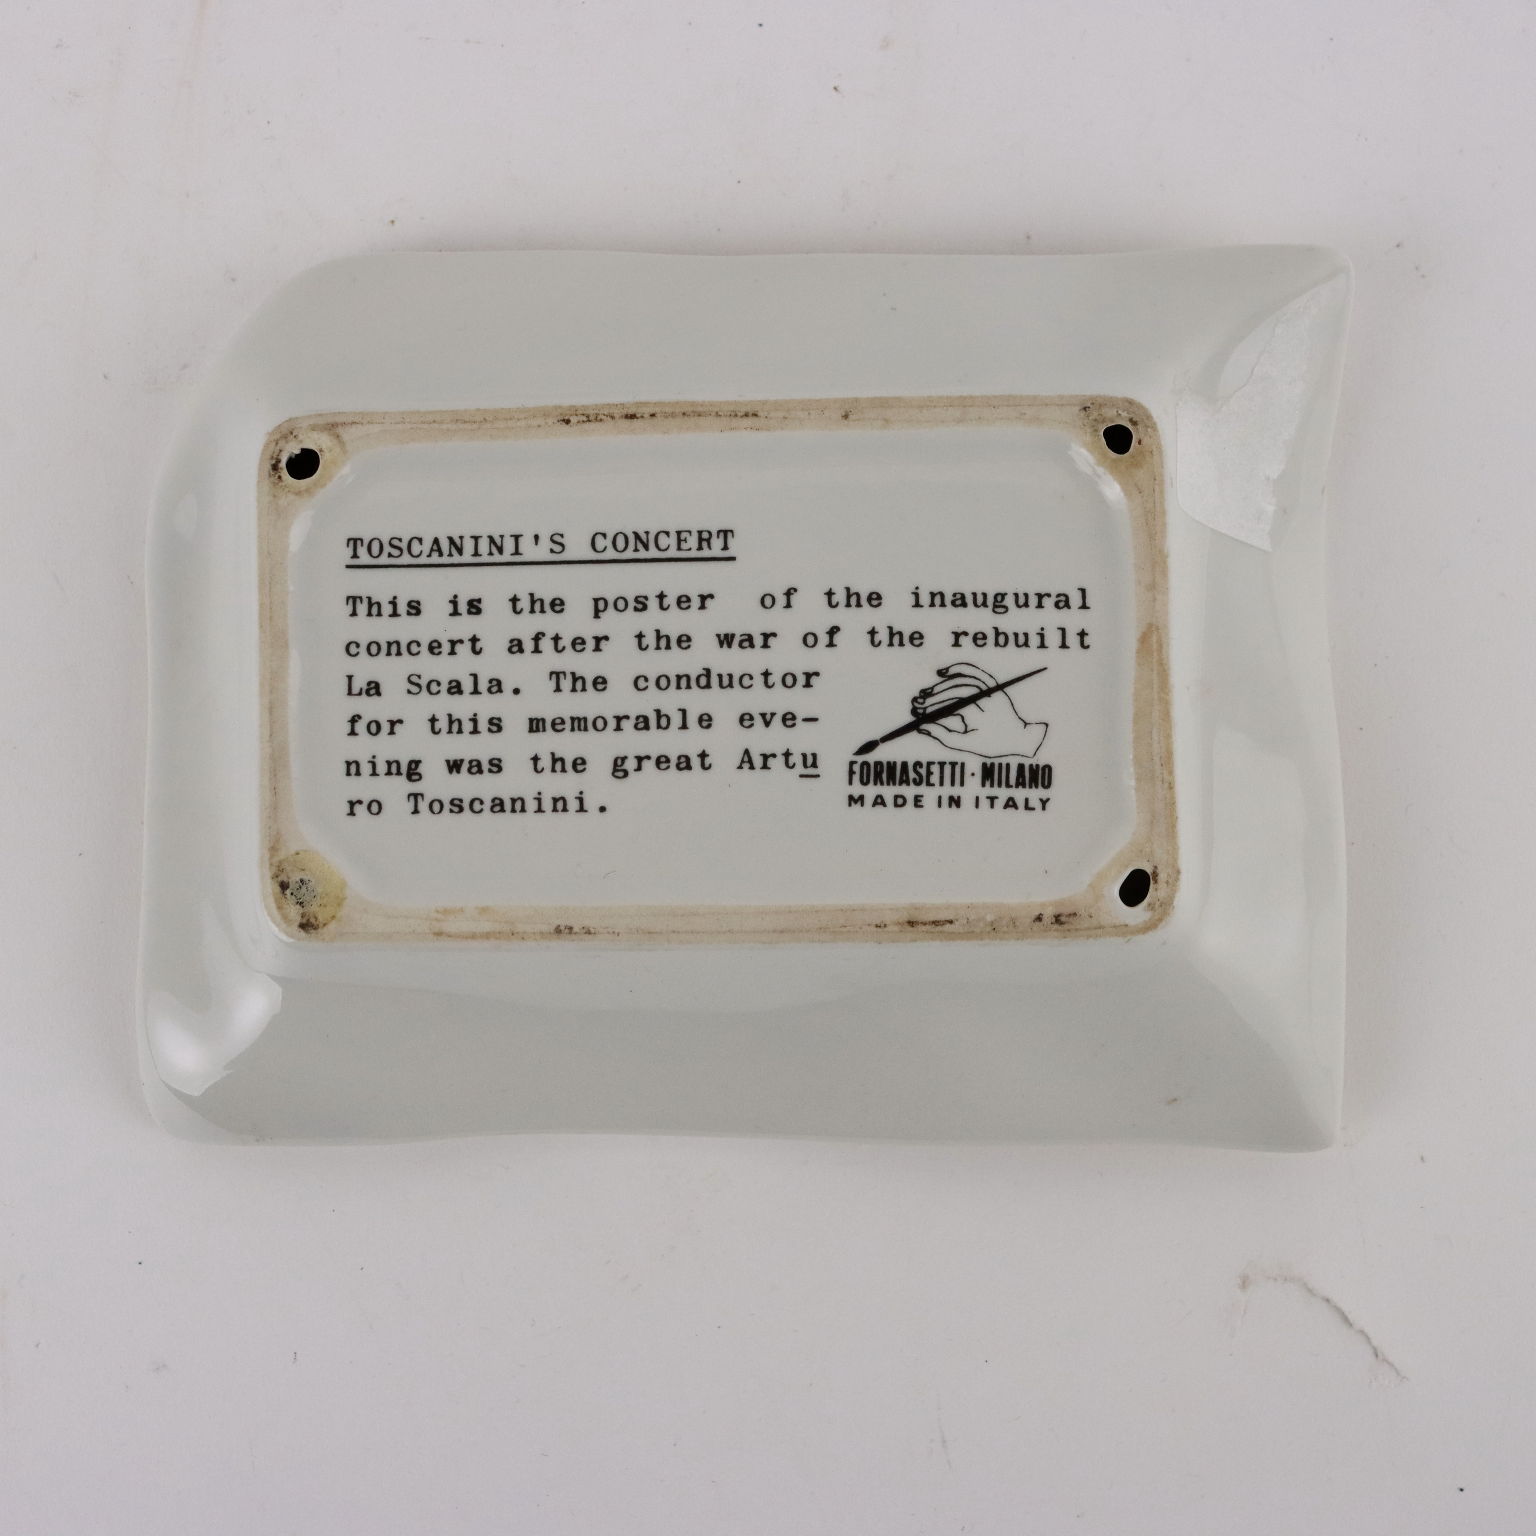 TOSCANINI'S CONCERT
This is the poster of the inaugural
concert after the war of the rebuilt
La Scala. The conductor
for this memorable eve-
ning was the great Artu
ro Toscanini.
FORNASETTI · MILANO
MADE IN ITALY